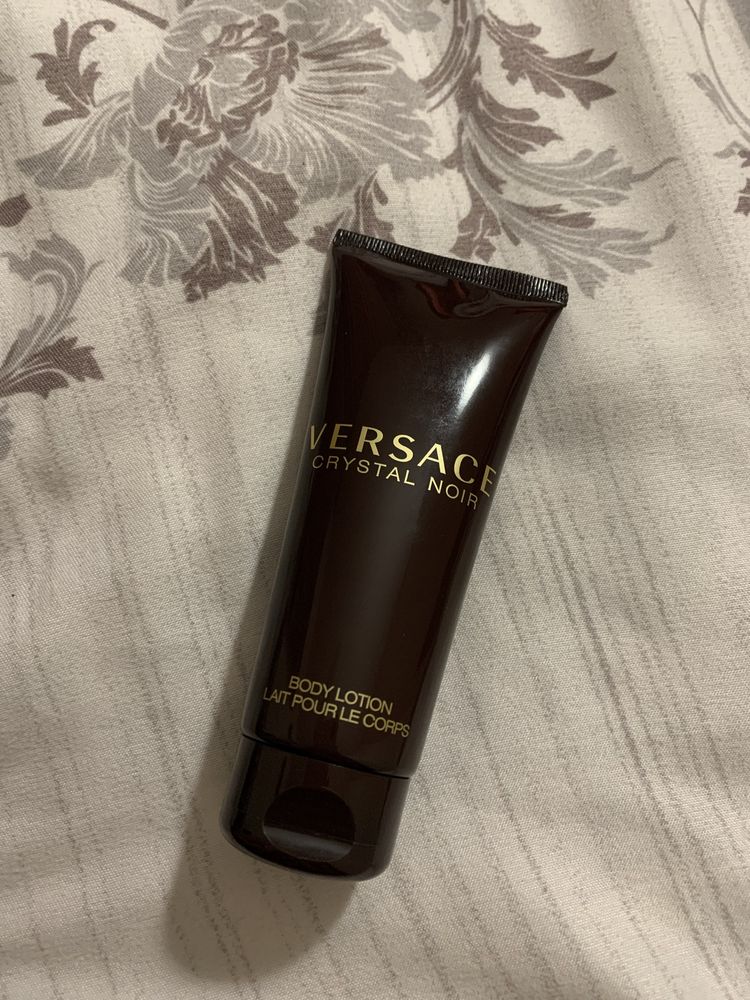 VERSACE
CRYSTAL NOIR
BODY LOTION
LAIT POUR LE CORPS